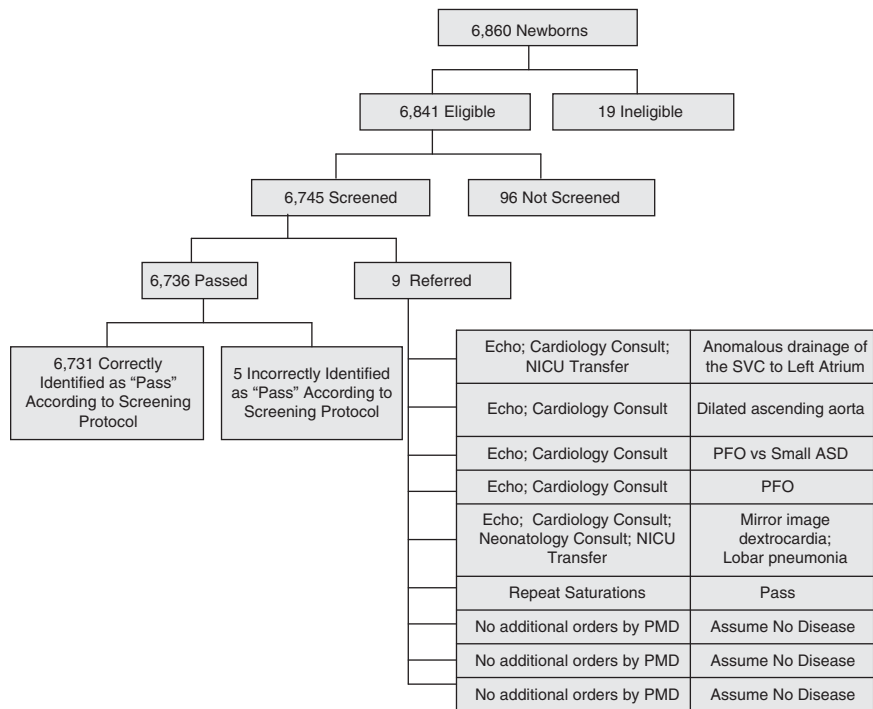 6,860 Newborns
6,841 Eligible
19 Ineligible
6,745 Screened
96 Not Screened
6,736 Passed
9 Referred
6,731 Correctly
Identified as “Pass”
According to Screening
Protocol
5 Incorrectly Identified
as “Pass” According to
Screening Protocol
Echo; Cardiology Consult;
NICU Transfer
Anomalous drainage of
the SVC to Left Atrium
Echo; Cardiology Consult
Dilated ascending aorta
Echo; Cardiology Consult
PFO vs Small ASD
Echo; Cardiology Consult
PFO
Echo; Cardiology Consult;
Neonatology Consult; NICU
Transfer
Mirror image
dextrocardia;
Lobar pneumonia
Repeat Saturations
Pass
No additional orders by PMD
Assume No Disease
No additional orders by PMD
Assume No Disease
No additional orders by PMD
Assume No Disease